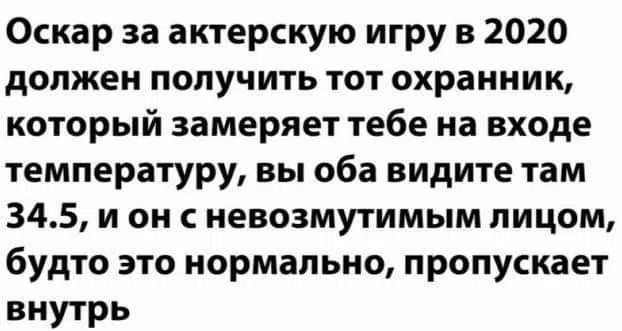 Оскар за актерскую игру в 2020
должен получить тот охранник,
который замеряет тебе на входе
температуру, вы оба видите там
34.5, и он с невозмутимым лицом,
будто это нормально, пропускает
внутрь